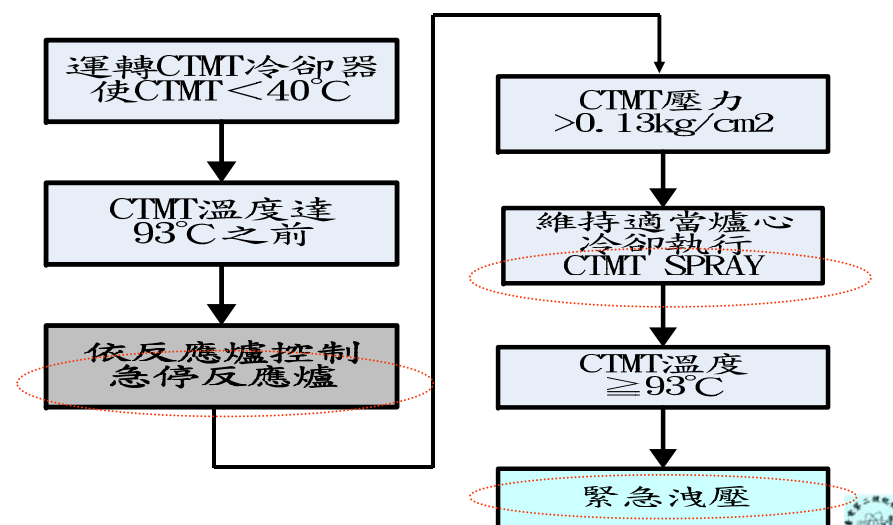 運轉CTMT冷卻器
使CTMT＜40℃
CTMT溫度達
93℃之前
依反應爐控制
急停反應爐
CTMT壓力
>0.13kg/cm2
維持適當爐心
冷卻執行
CTMT SPRAY
CTMT溫度
≧93℃
緊急洩壓